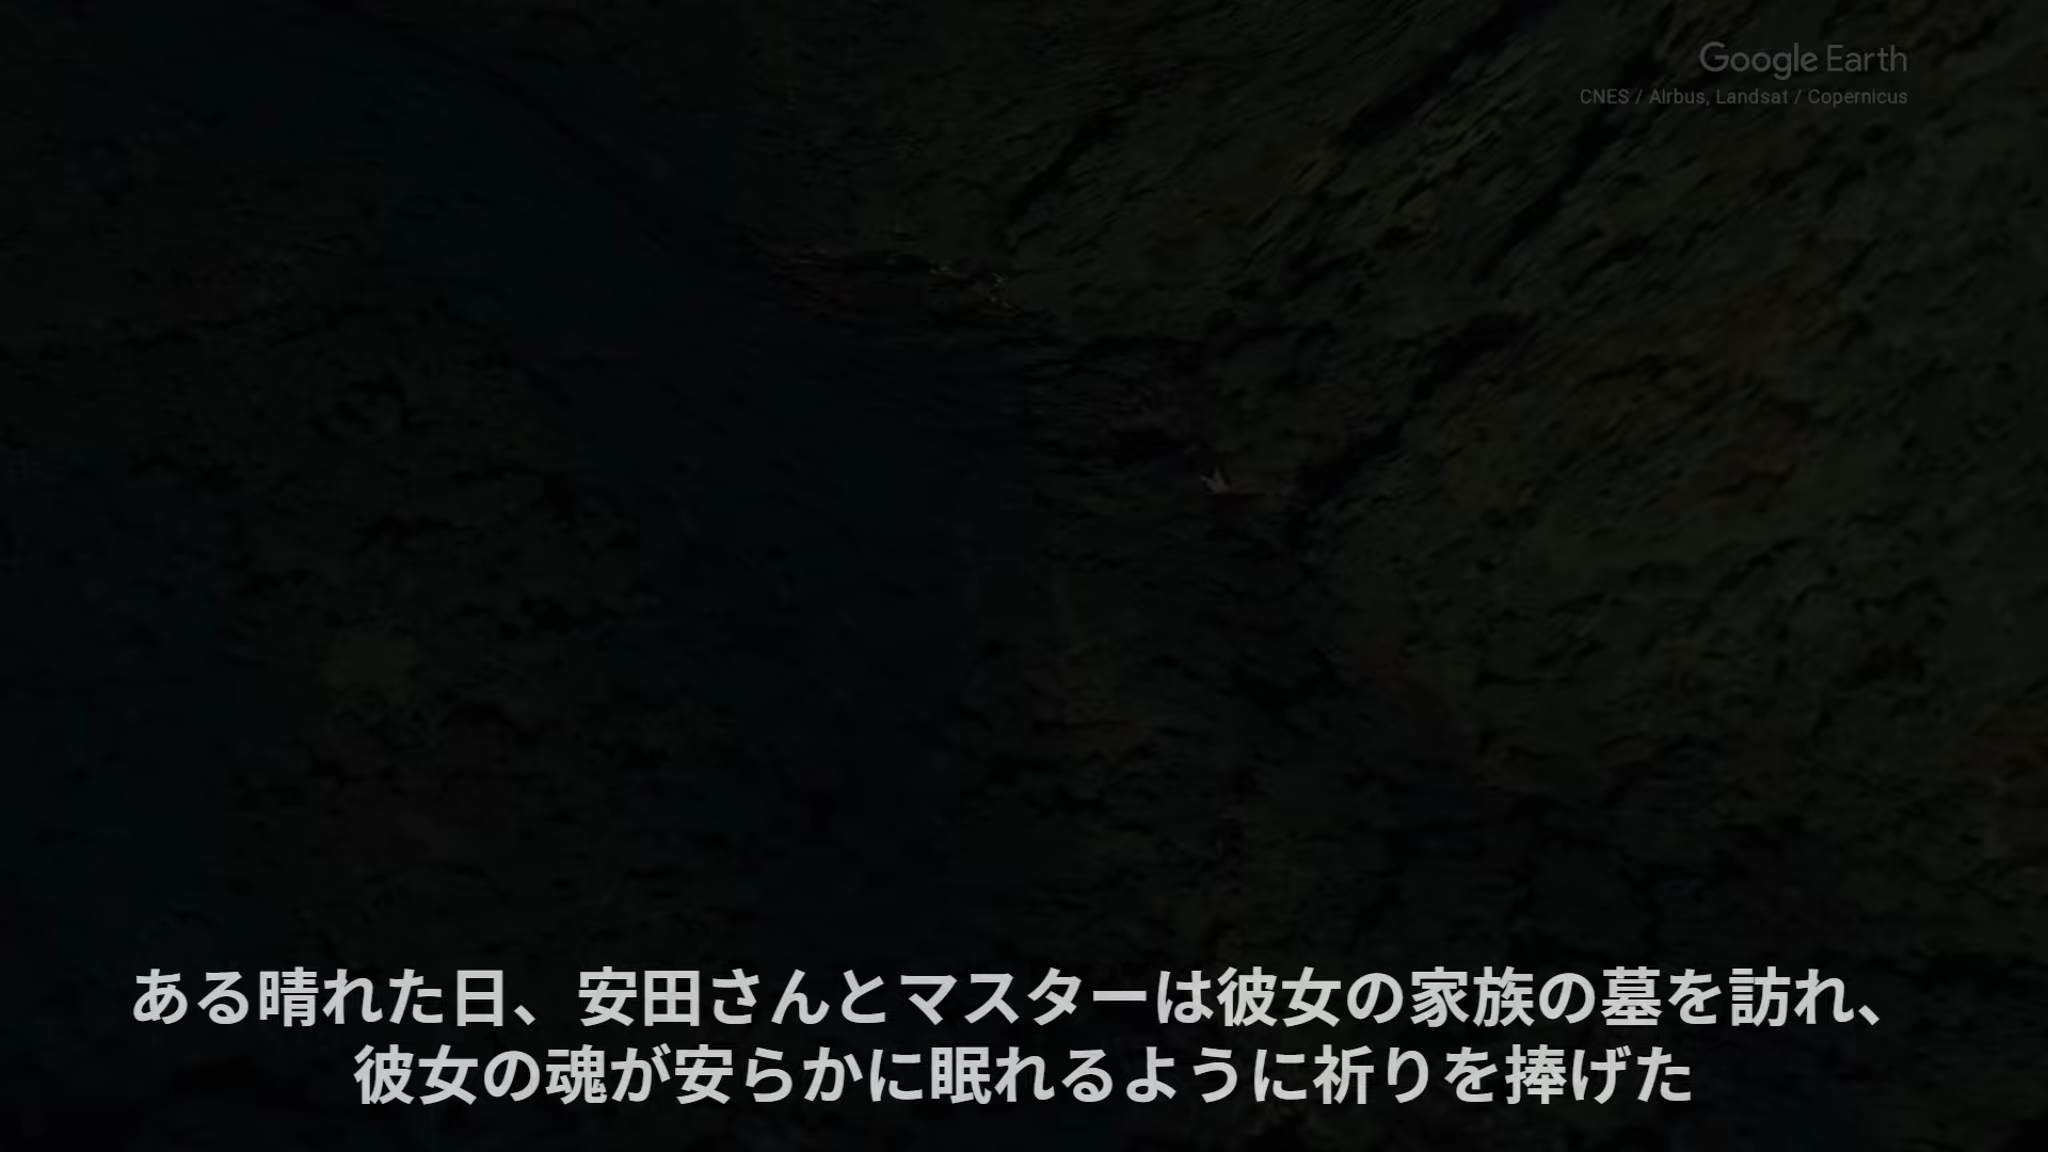 Google Earth
CNES / Airbus, Landsat / Copernicus
ある晴れた日、安田さんとマスターは彼女の家族の墓を訪れ、
彼女の魂が安らかに眠れるように祈りを捧げた